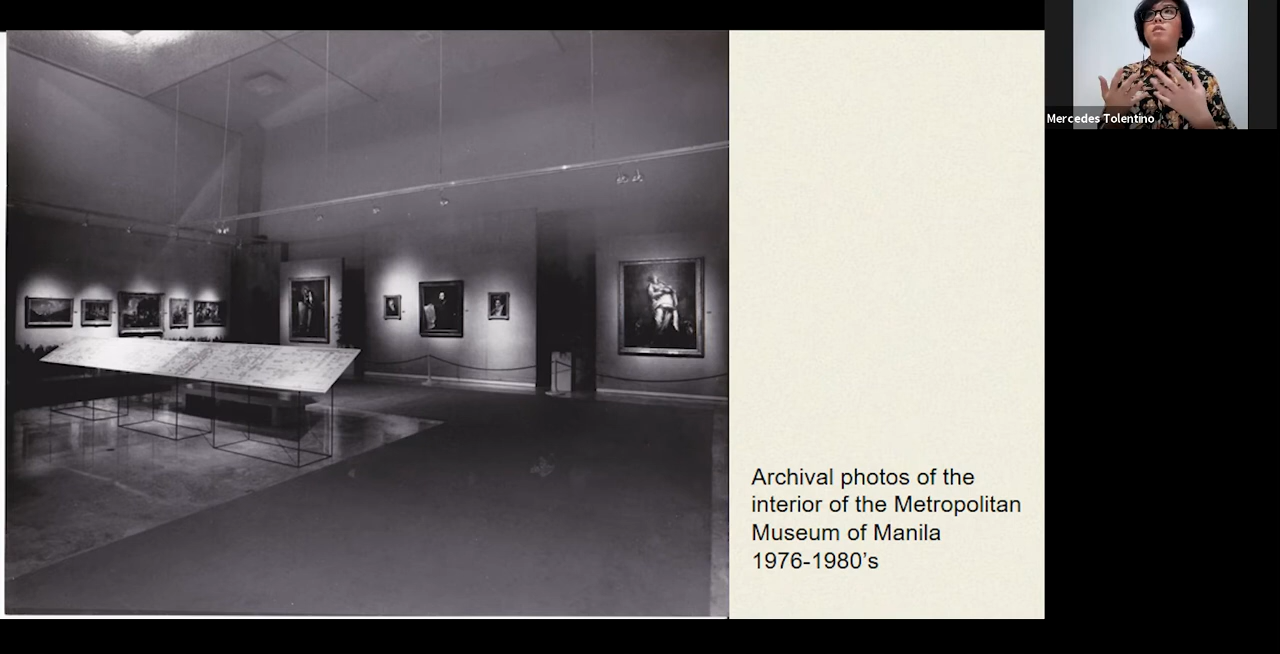 Mercedes Tolentino
Archival photos of the
interior of the Metropolitan
Museum of Manila
1976-1980’s